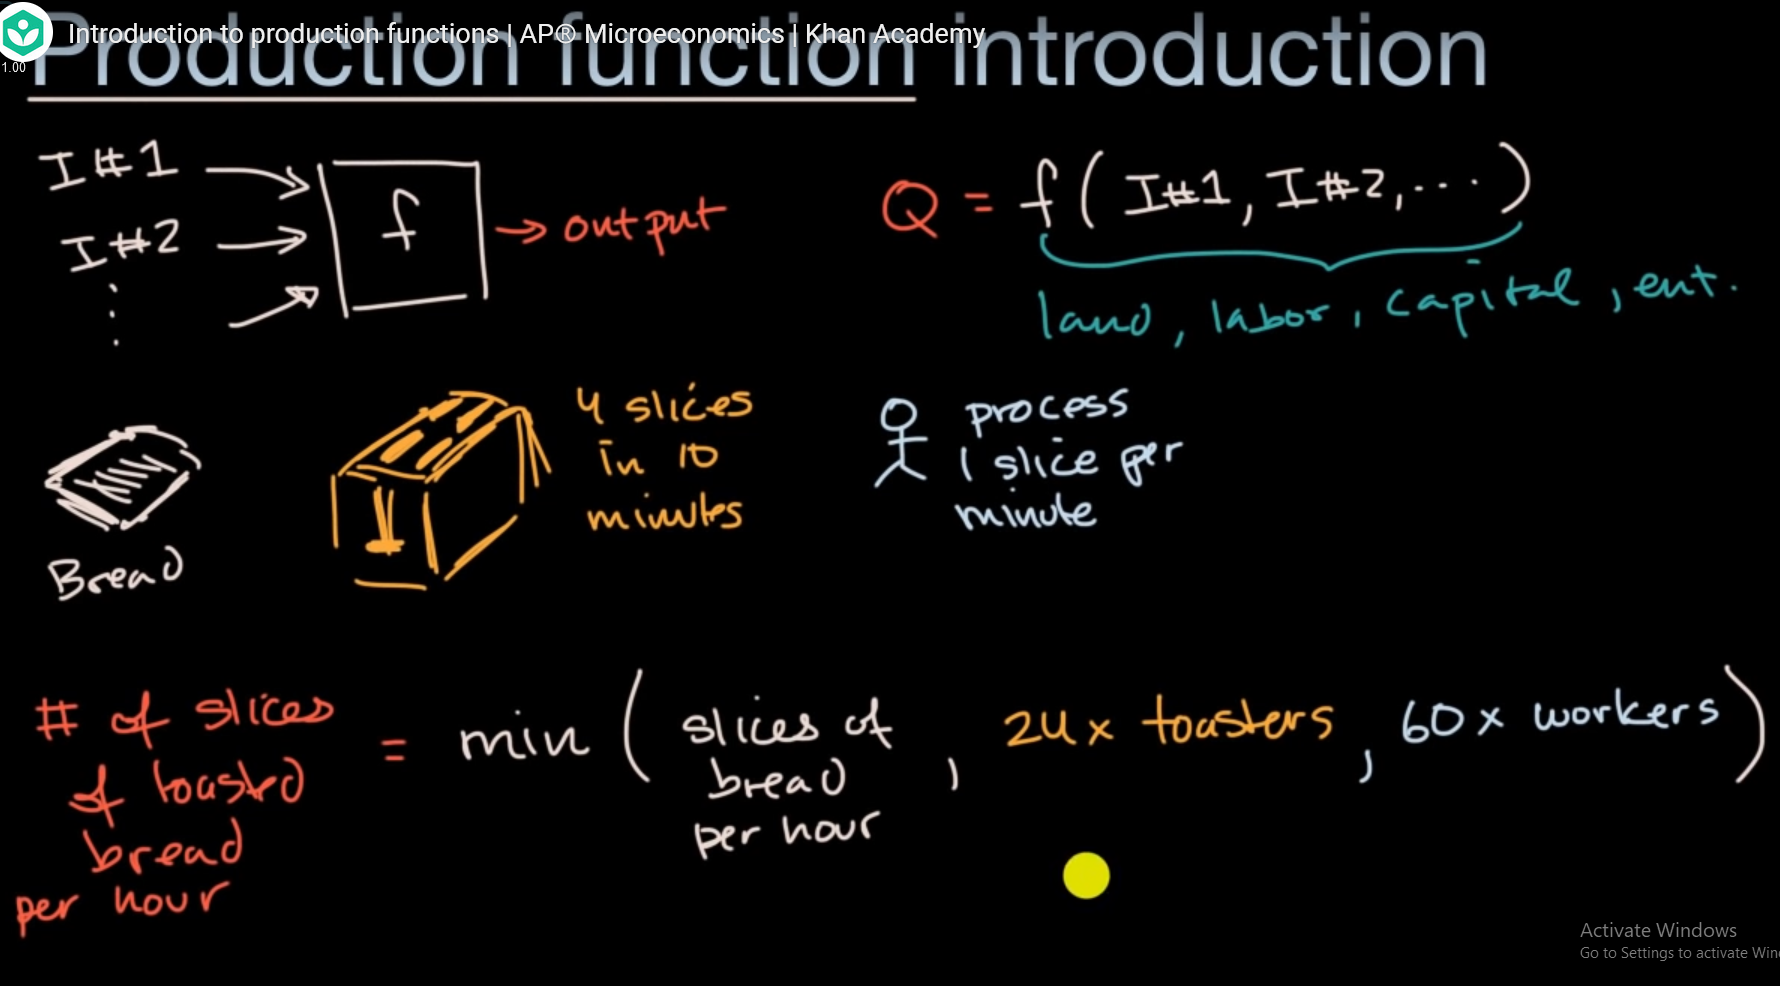 Introduction to production functions | AP® Microeconomics | Khan Academy
1.00
Production function introduction
I#1
I#2
f
→ output
Q = f(I#1, I#2, ...)
land, labor, capital, ent.
Bread
4 slices
in 10
minutes
process
1 slice per
minute
# of slices
of toasted
bread
per hour
= min ( slices of
bread
per hour
, 24 x toasters, 60 x workers)
Activate Windows
Go to Settings to activate Win